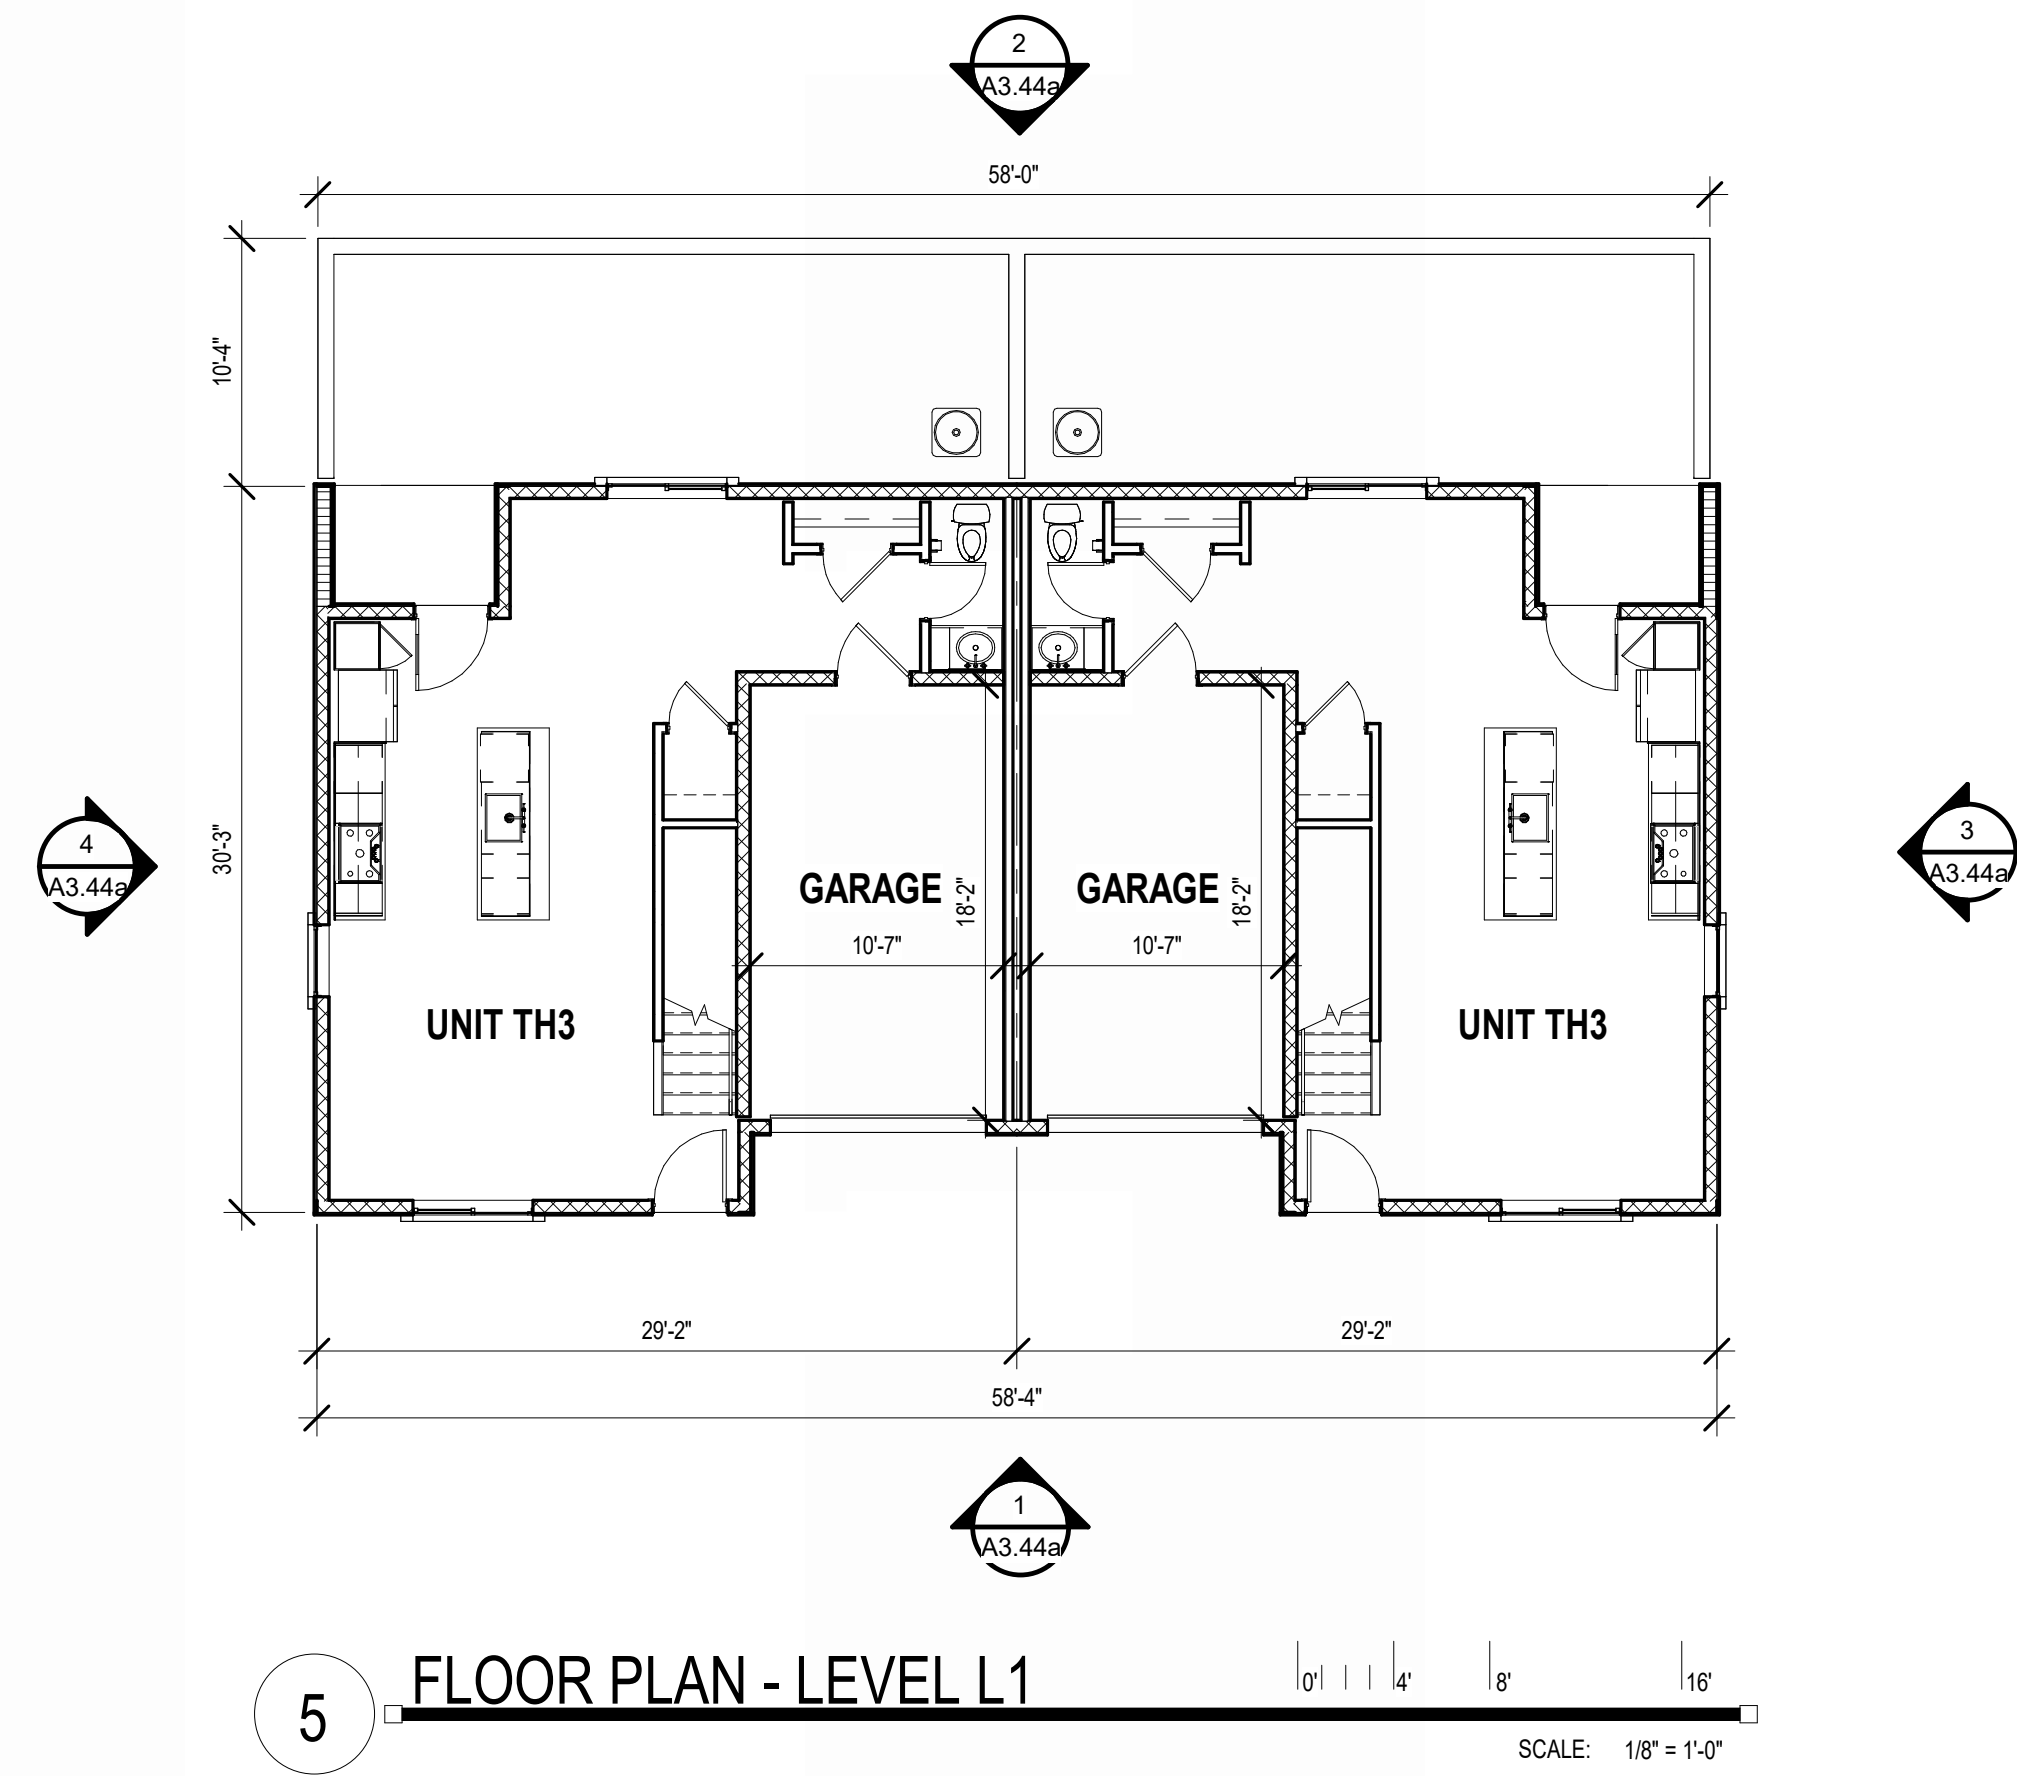 2
A3.44a
58'-0"
10'-4"
30'-3"
4
A3.44a
3
A3.44a
GARAGE
GARAGE
18'-2"
18'-2"
10'-7"
10'-7"
UNIT TH3
UNIT TH3
29'-2"
29'-2"
58'-4"
1
A3.44a
5
FLOOR PLAN - LEVEL L1
0' 4' 8' 16'
SCALE: 1/8" = 1'-0"